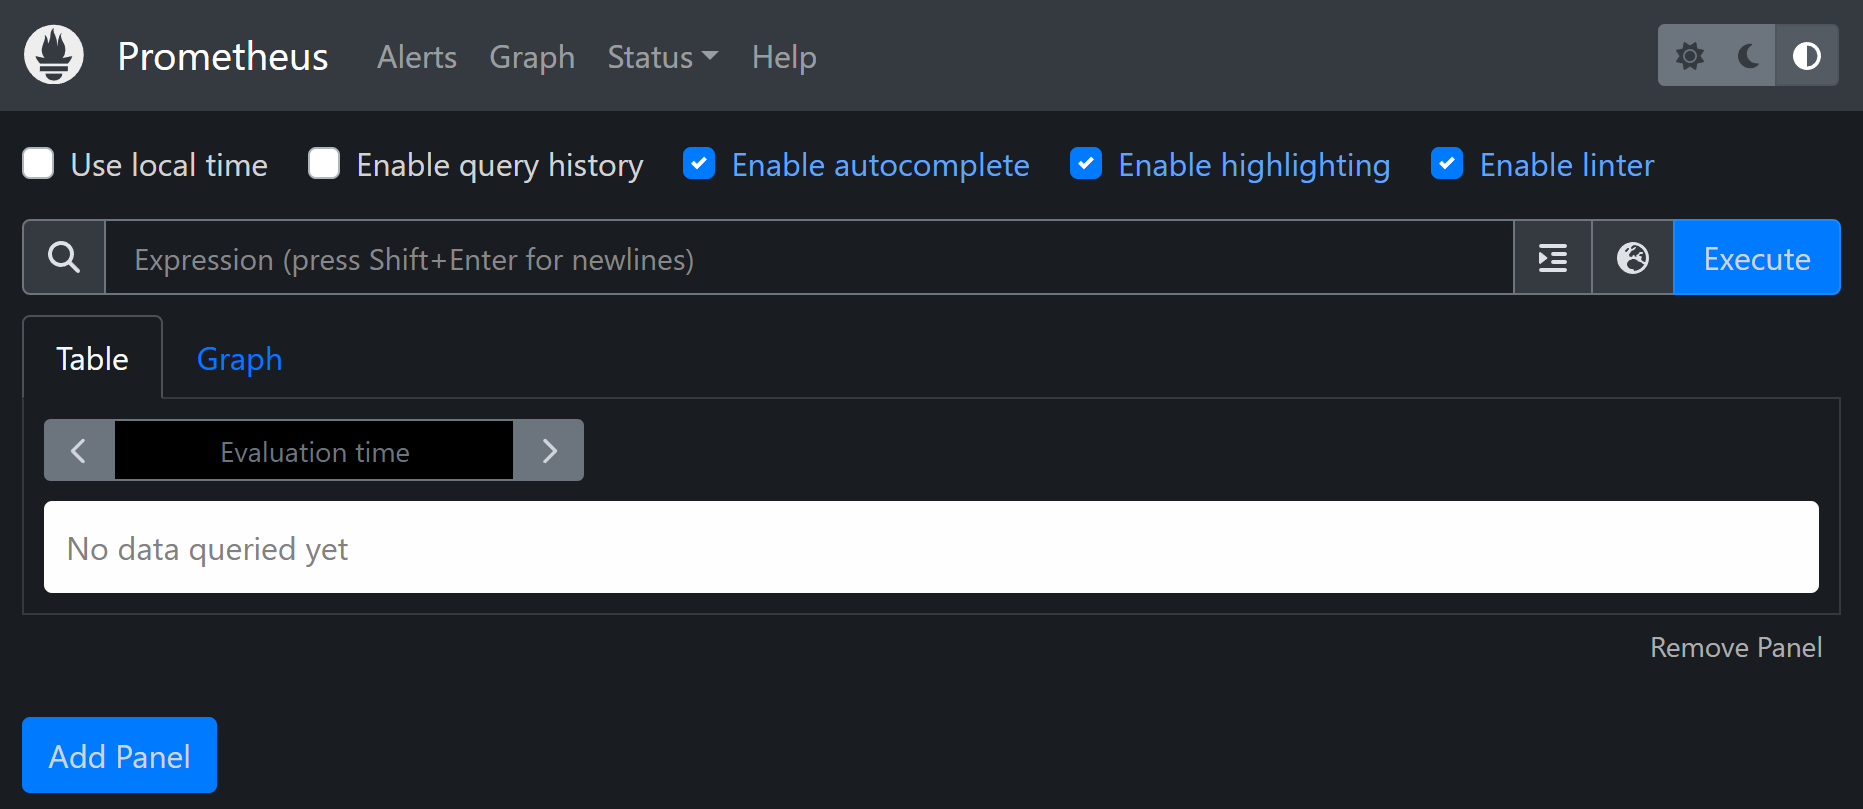 Prometheus Alerts Graph Status Help
Use local time Enable query history Enable autocomplete Enable highlighting Enable linter
Expression (press Shift+Enter for newlines) Execute
Table Graph
Evaluation time
No data queried yet
Remove Panel
Add Panel